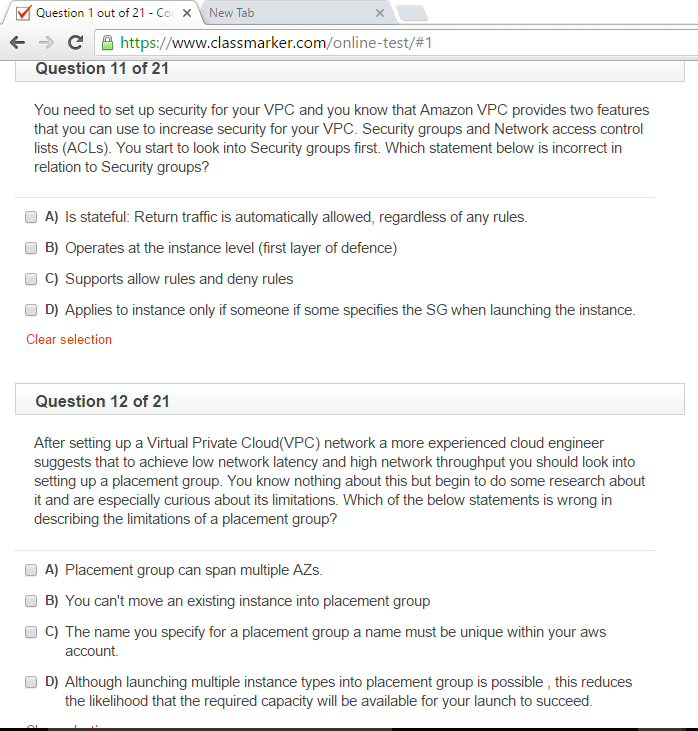 Question 1 out of 21 - Co
New Tab
https://www.classmarker.com/online-test/#1
Question 11 of 21
You need to set up security for your VPC and you know that Amazon VPC provides two features
that you can use to increase security for your VPC. Security groups and Network access control
lists (ACLs). You start to look into Security groups first. Which statement below is incorrect in
relation to Security groups?
A) Is stateful: Return traffic is automatically allowed, regardless of any rules.
B) Operates at the instance level (first layer of defence)
C) Supports allow rules and deny rules
D) Applies to instance only if someone if some specifies the SG when launching the instance.
Clear selection
Question 12 of 21
After setting up a Virtual Private Cloud(VPC) network a more experienced cloud engineer
suggests that to achieve low network latency and high network throughput you should look into
setting up a placement group. You know nothing about this but begin to do some research about
it and are especially curious about its limitations. Which of the below statements is wrong in
describing the limitations of a placement group?
A) Placement group can span multiple AZs.
B) You can't move an existing instance into placement group
C) The name you specify for a placement group a name must be unique within your aws
account.
D) Although launching multiple instance types into placement group is possible , this reduces
the likelihood that the required capacity will be available for your launch to succeed.